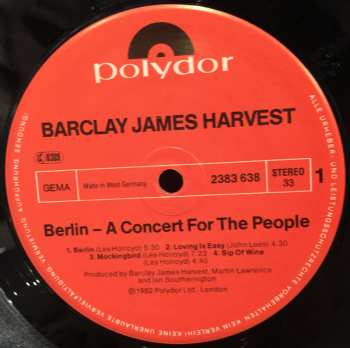 polydor
BARCLAY JAMES HARVEST
GEMA
Made in West Germany
2383 638
STEREO
33
1
Berlin – A Concert For The People
1. Berlin (Les Holroyd) 5:30 2. Loving Is Easy (John Lees) 4:30
3. Mockingbird (Les Holroyd) 7:23 4. Sip Of Wine
(Les Holroyd) 4:40
Produced by Barclay James Harvest, Martin Lawrence
and Ian Southerington
℗ 1982 Polydor Ltd., London
ALLE URHEBER- UND LEISTUNGSSCHUTZRECHTE VORBEHALTEN KEIN VERLEIH! KEINE UNERLAUBTE VERVIELFÄLTIGUNG, VERMIETUNG, AUFFÜHRUNG, SENDUNG!